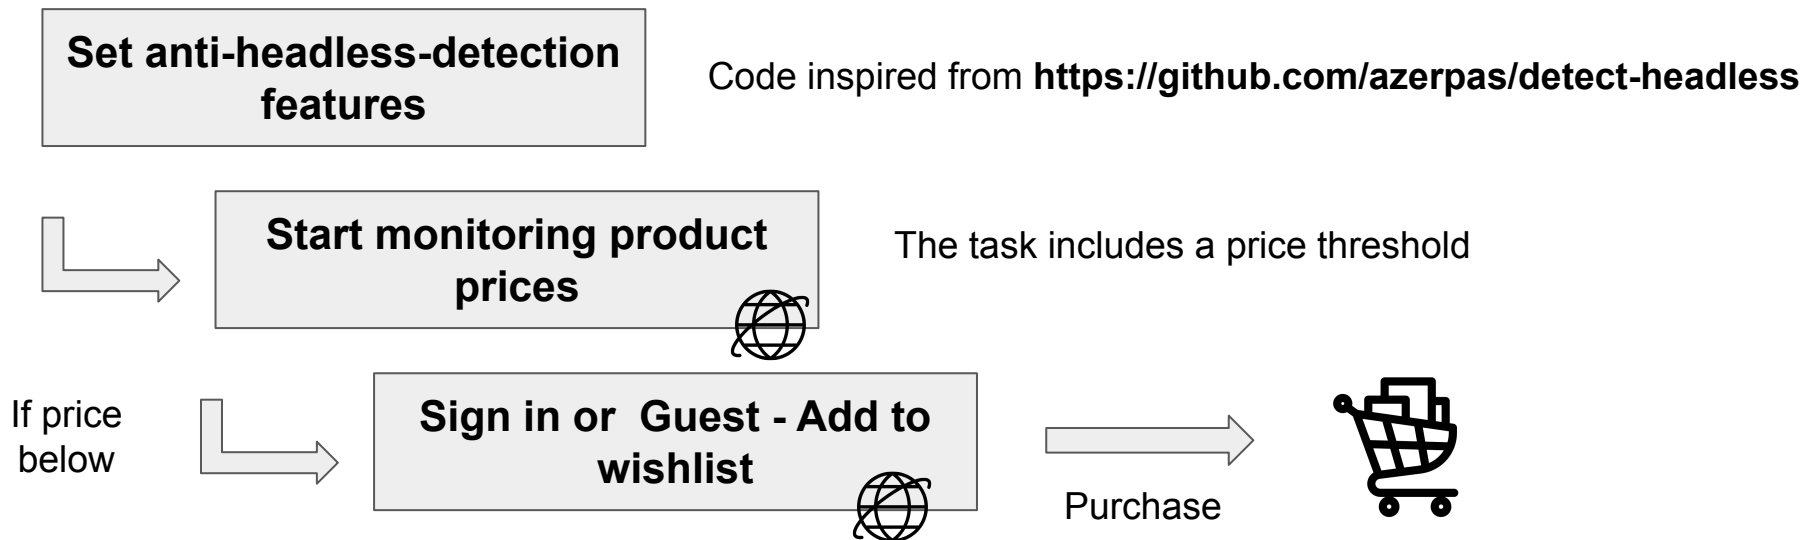 Set anti-headless-detection
features
Code inspired from https://github.com/azerpas/detect-headless
Start monitoring product
prices
The task includes a price threshold
If price
below
Sign in or  Guest - Add to
wishlist
Purchase